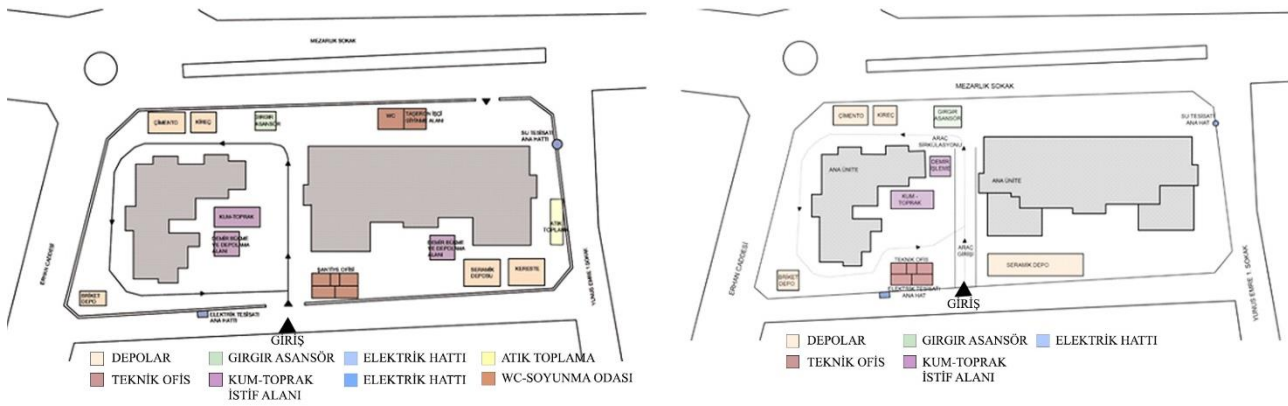 MEZARLIK SOKAK
ÇİMENTO
KİREÇ
GIRGIR
ASANSÖR
WC
TAŞERON İŞÇİ
GİYİNME ALANI
SU TESİSATI
ANA HATTI
KUM-TOPRAK
DEMİR BÜKME
VE DEPOLAMA
ALANI
DEMİR BÜKME
VE DEPOLAMA
ALANI
ATIK
TOPLAMA
ŞANTİYE OFİSİ
SERAMİK
DEPOSU
KERESTE
BRİKET
DEPO
ELEKTRİK TESİSATI
ANA HATTI
ERHAN CADDESİ
YUNUS EMRE 1 SOKAK
GİRİŞ
DEPOLAR
GIRGIR ASANSÖR
ELEKTRİK HATTI
ATIK TOPLAMA
TEKNİK OFİS
KUM-TOPRAK
İSTİF ALANI
ELEKTRİK HATTI
WC-SOYUNMA ODASI
MEZARLIK SOKAK
ÇİMENTO
KİREÇ
GIRGIR
ASANSÖR
SU TESİSATI
ANA HAT
ARAÇ
SİRKÜLASYONU
DEMİR
İŞLEME
ANA ÜNİTE
ANA ÜNİTE
KUM -
TOPRAK
ARAÇ
GİRİŞ
TEKNİK OFİS
SERAMİK DEPO
BRİKET
DEPO
ELEKTRİK TESİSATI
ANA HAT
ERHAN CADDESİ
YUNUS EMRE 1. SOKAK
GİRİŞ
DEPOLAR
GIRGIR ASANSÖR
ELEKTRİK HATTI
TEKNİK OFİS
KUM-TOPRAK
İSTİF ALANI